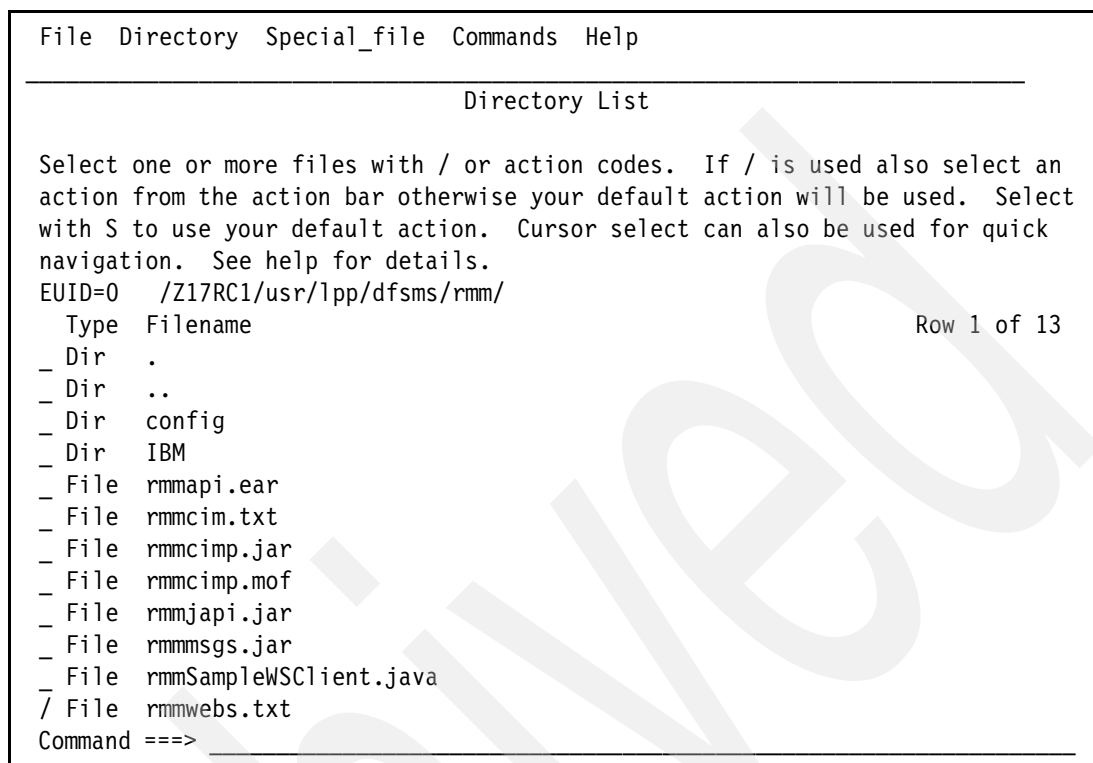 File  Directory  Special_file  Commands  Help
Directory List
Select one or more files with / or action codes.  If / is used also select an
action from the action bar otherwise your default action will be used.  Select
with S to use your default action.  Cursor select can also be used for quick
navigation.  See help for details.
EUID=0   /Z17RC1/usr/lpp/dfsms/rmm/
Type  Filename                                                  Row 1 of 13
_ Dir   .
_ Dir   ..
_ Dir   config
_ Dir   IBM
_ File  rmmapi.ear
_ File  rmmcim.txt
_ File  rmmcimp.jar
_ File  rmmcimp.mof
_ File  rmmjapi.jar
_ File  rmmmsgs.jar
_ File  rmmSampleWSClient.java
/ File  rmmwebs.txt
Command ===> _________________________________________________________________